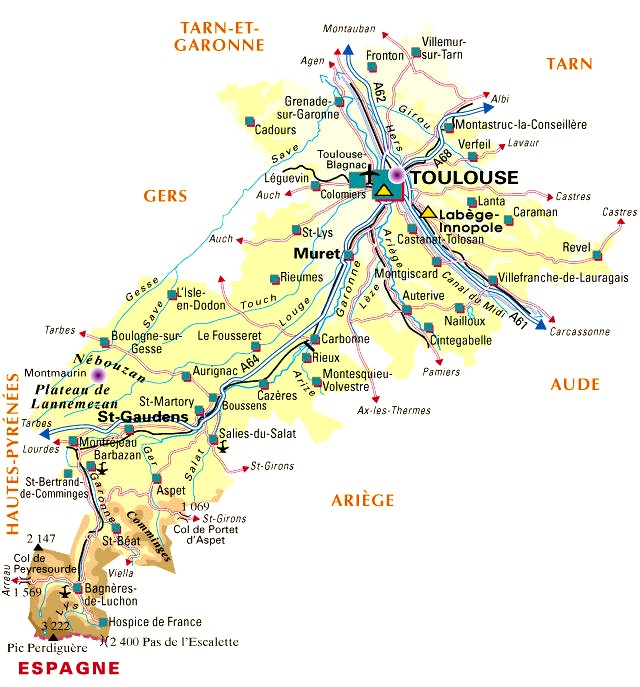 TARN-ET-
GARONNE
Montauban
Villemur-
sur-Tarn
Fronton
Agen
TARN
A62
Grenade-
sur-Garonne
Albi
Girou
Hers
Cadours
Montastruc-la-Conseillère
Save
A68
Verfeil
Lavaur
Toulouse-
Blagnac
TOULOUSE
Léguevin
Colomiers
GERS
Auch
Lanta
Castres
Labège-
Innopole
Caraman
Castres
St-Lys
Auch
Castanet-Tolosan
Ariège
Revel
Muret
Montgiscard
Villefranche-de-Lauragais
Canal du Midi
Rieumes
Garonne
Gesse
L'Isle-
en-Dodon
Save
Touch
Louge
Lèze
Auterive
Nailloux
A61
Carcassonne
Tarbes
Boulogne-sur-
Gesse
Le Fousseret
Carbonne
Cintegabelle
A64
Rieux
Nébouzan
Montmaurin
Pamiers
Aurignac
Arize
Montesquieu-
Volvestre
AUDE
Plateau de
Lannemezan
Cazères
St-Martory
Boussens
Ax-les-Thermes
HAUTES-PYRÉNÉES
St-Gaudens
Tarbes
Salies-du-Salat
Lourdes
Montréjeau
Barbazan
Ger
Salat
St-Girons
St-Bertrand-
de-Comminges
Garonne
Aspet
ARIÈGE
1 069
St-Girons
Col de Portet
d'Aspet
Comminges
St-Béat
2 147
Col de
Peyresourde
Viella
Arreau
1 569
Bagnères-
de-Luchon
Lys
Hospice de France
3 222
2 400 Pas de l'Escalette
Pic Perdiguère
ESPAGNE